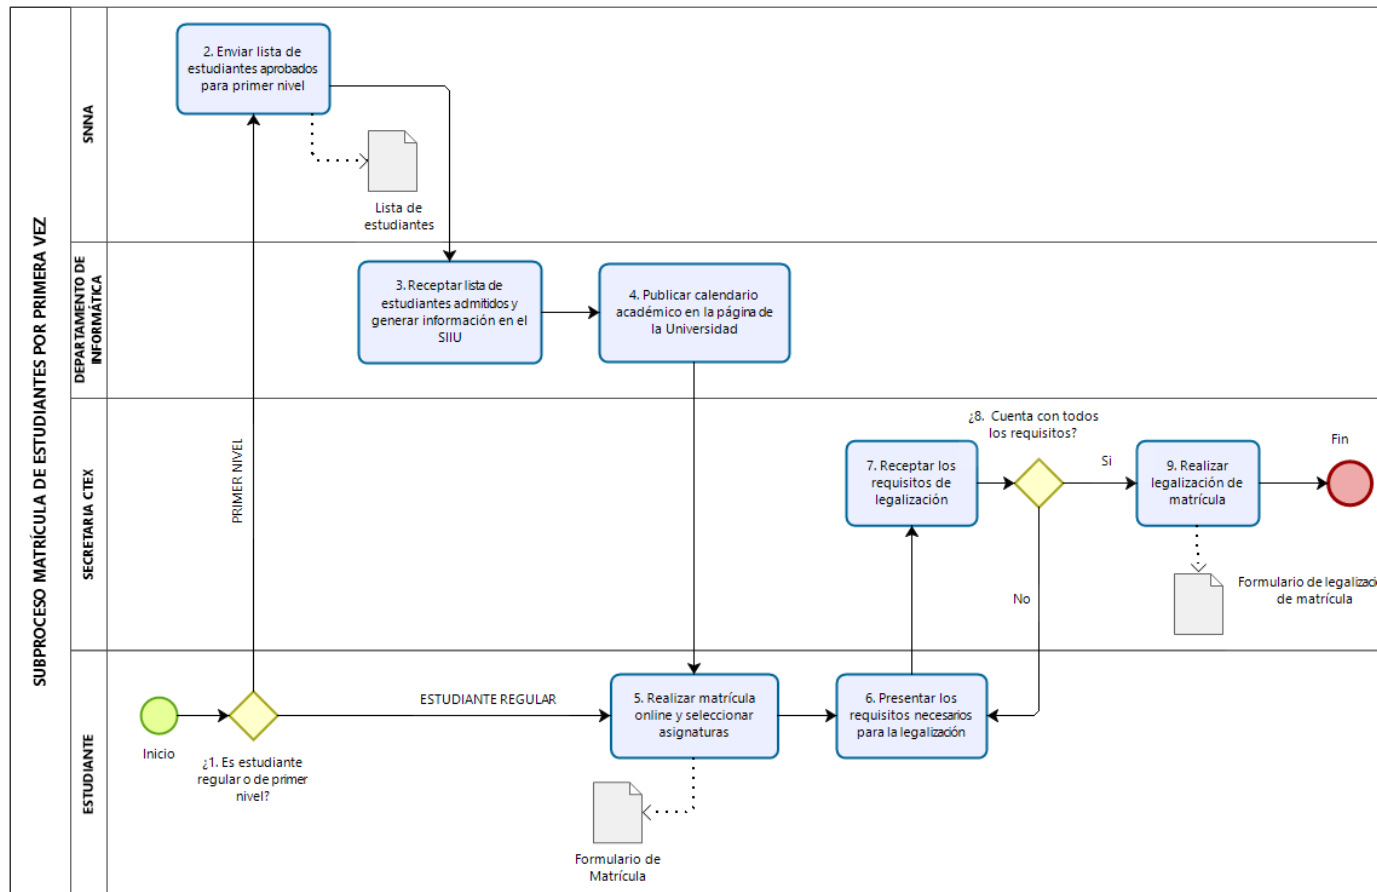 SUBPROCESO MATRÍCULA DE ESTUDIANTES POR PRIMERA VEZ
SNNA
2. Enviar lista de
estudiantes aprobados
para primer nivel
Lista de
estudiantes
DEPARTAMENTO DE
INFORMÁTICA
3. Receptar lista de
estudiantes admitidos y
generar información en el
SIIU
4. Publicar calendario
académico en la página de
la Universidad
SECRETARIA CTEX
PRIMER NIVEL
7. Receptar los
requisitos de
legalización
¿8. Cuenta con todos
los requisitos?
Si
No
9. Realizar
legalización de
matrícula
Fin
Formulario de legalizació
de matrícula
ESTUDIANTE
Inicio
¿1. Es estudiante
regular o de primer
nivel?
ESTUDIANTE REGULAR
5. Realizar matrícula
online y seleccionar
asignaturas
Formulario de
Matrícula
6. Presentar los
requisitos necesarios
para la legalización